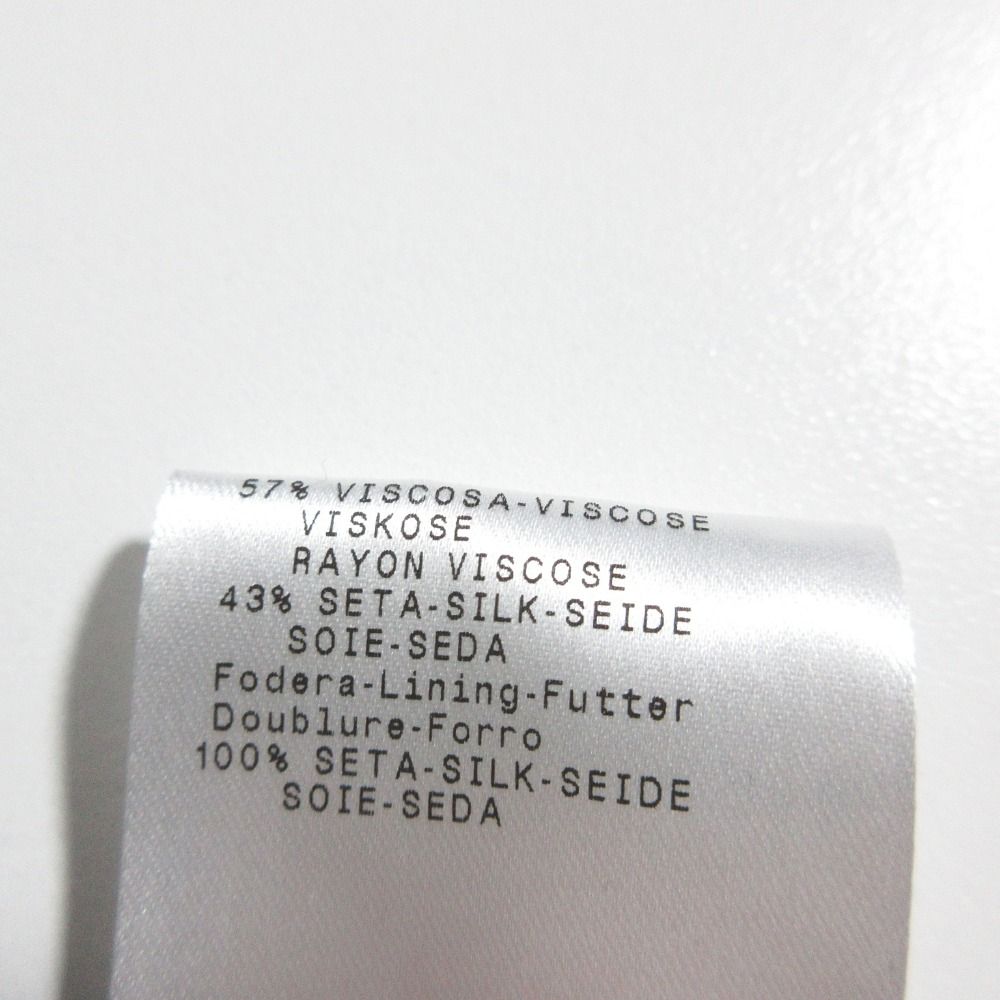 57% VISCOSA-VISCOSE
VISKOSE
RAYON VISCOSE
43% SETA-SILK-SEIDE
SOIE-SEDA
Fodera-Lining-Futter
Doublure-Forro
100% SETA-SILK-SEIDE
SOIE-SEDA